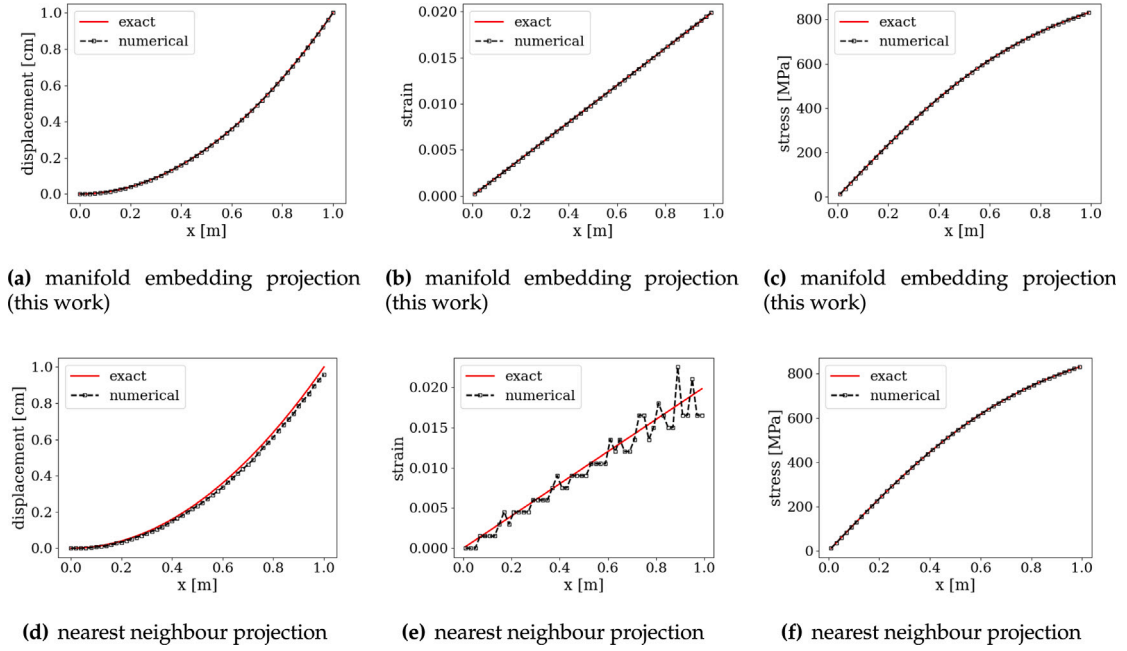 exact
numerical
displacement [cm]
1.0
0.8
0.6
0.4
0.2
0.0
0.0 0.2 0.4 0.6 0.8 1.0
x [m]
exact
numerical
strain
0.020
0.015
0.010
0.005
0.000
0.0 0.2 0.4 0.6 0.8 1.0
x [m]
exact
numerical
stress [MPa]
800
600
400
200
0
0.0 0.2 0.4 0.6 0.8 1.0
x [m]
(a) manifold embedding projection
(this work)
(b) manifold embedding projection
(this work)
(c) manifold embedding projection
(this work)
exact
numerical
displacement [cm]
1.0
0.8
0.6
0.4
0.2
0.0
0.0 0.2 0.4 0.6 0.8 1.0
x [m]
exact
numerical
strain
0.020
0.015
0.010
0.005
0.000
0.0 0.2 0.4 0.6 0.8 1.0
x [m]
exact
numerical
stress [MPa]
800
600
400
200
0
0.0 0.2 0.4 0.6 0.8 1.0
x [m]
(d) nearest neighbour projection
(e) nearest neighbour projection
(f) nearest neighbour projection